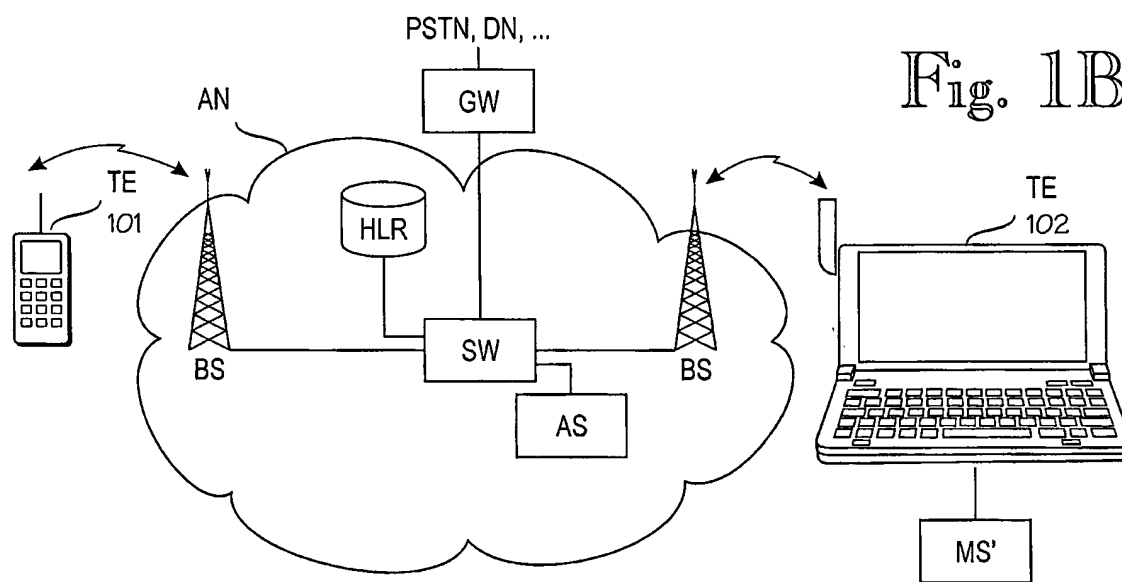 PSTN, DN, ...
Fig. 1B
GW
AN
TE
101
HLR
TE
102
SW
BS
BS
AS
MS'